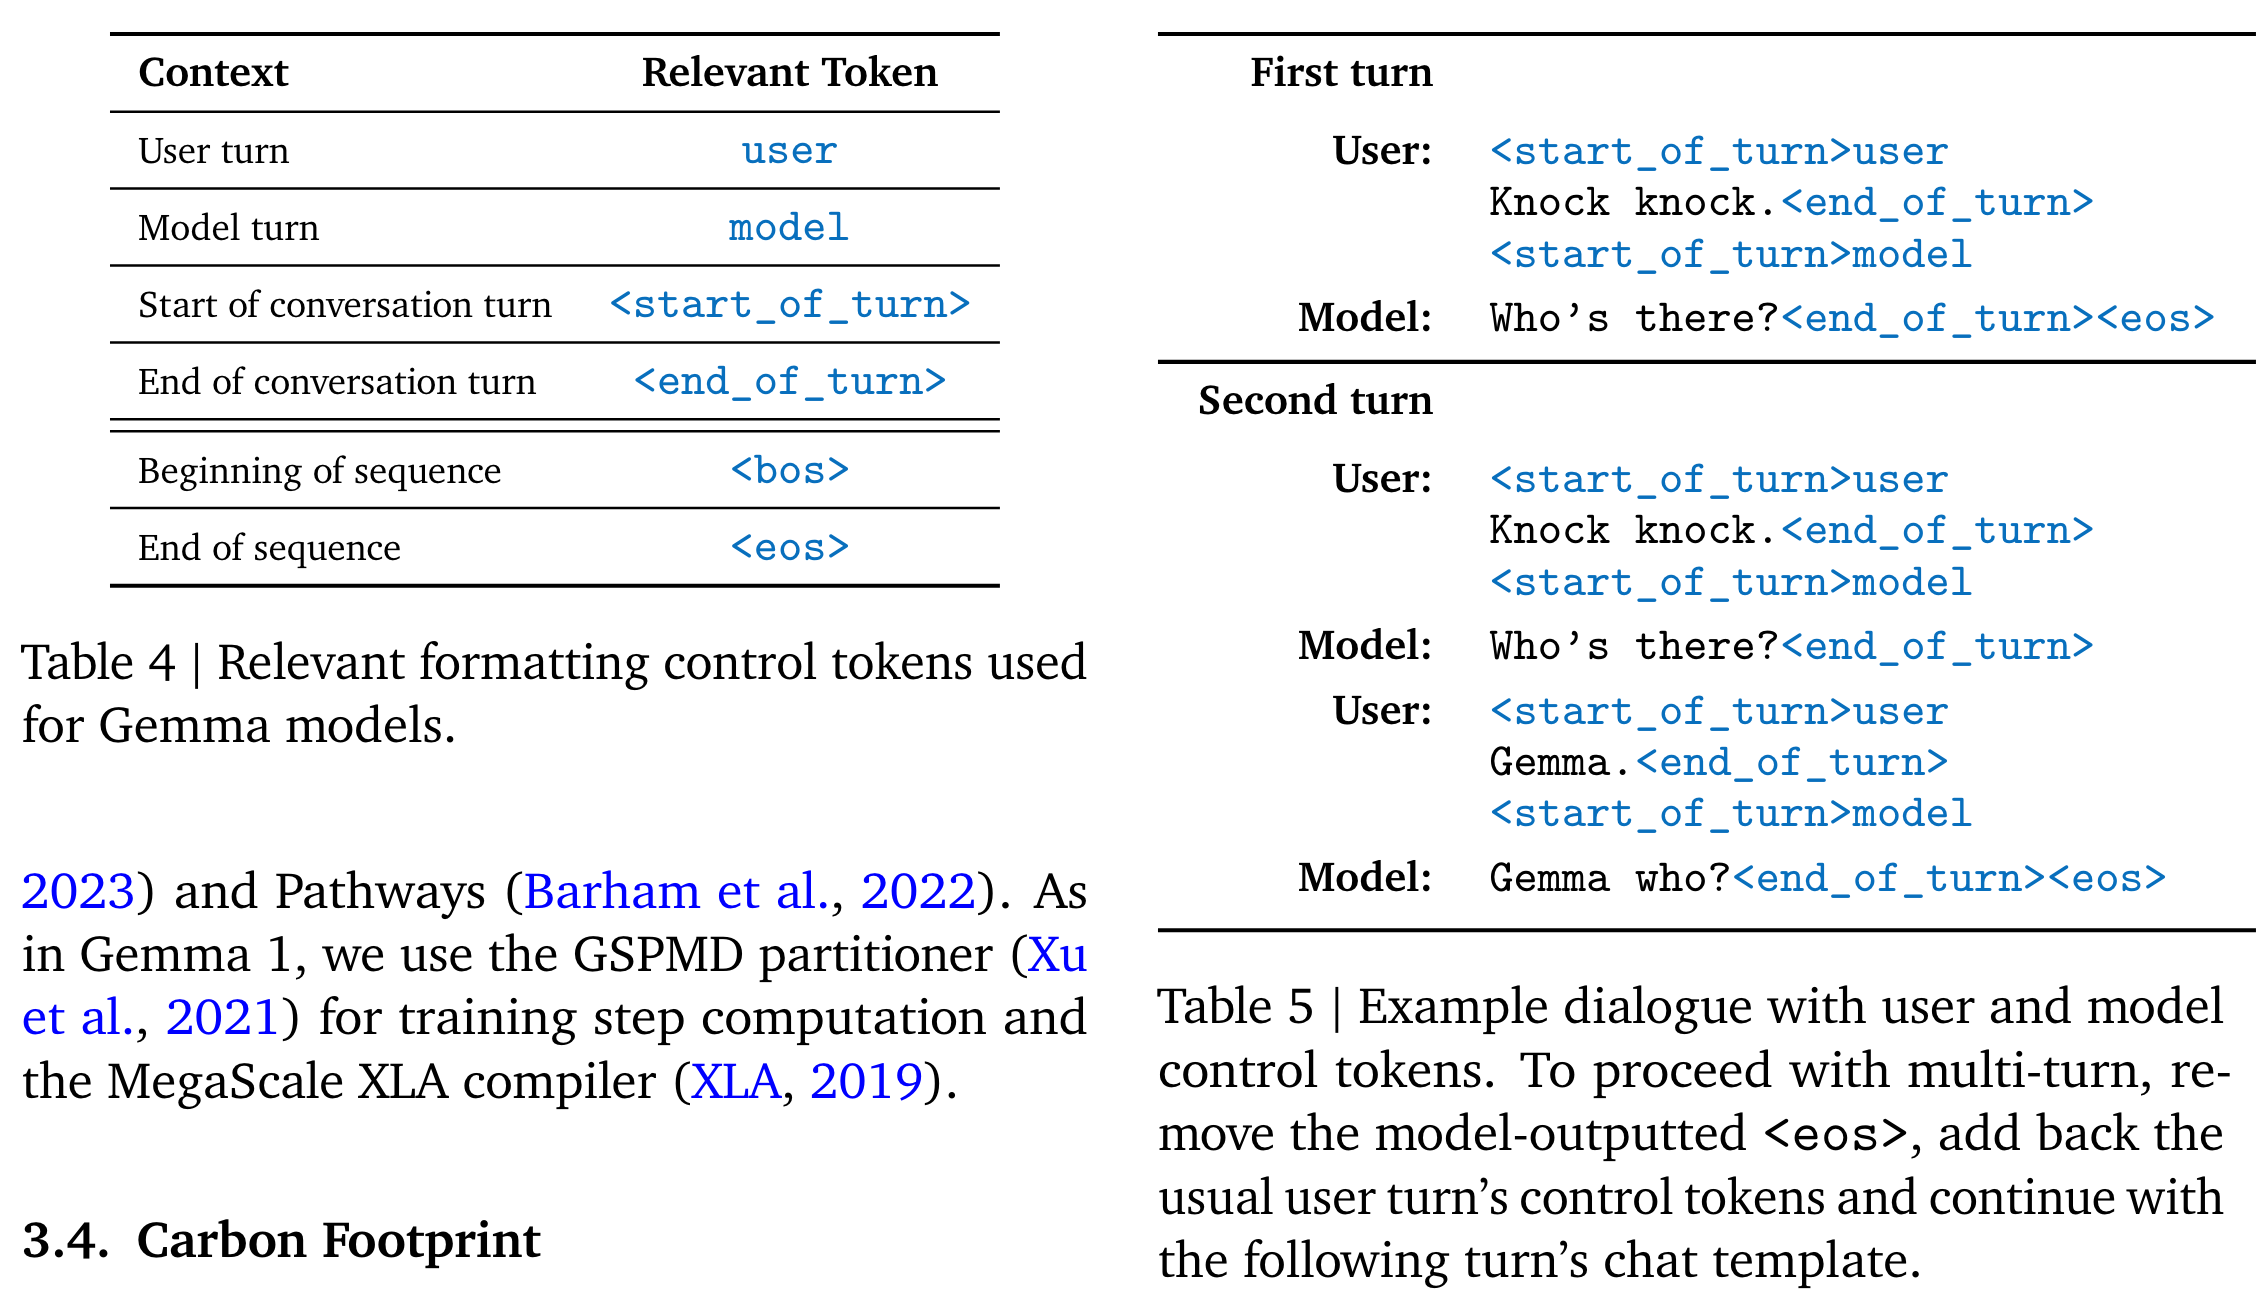 Context Relevant Token
User turn user
Model turn model
Start of conversation turn <start_of_turn>
End of conversation turn <end_of_turn>
Beginning of sequence <bos>
End of sequence <eos>
Table 4 | Relevant formatting control tokens used
for Gemma models.
2023) and Pathways (Barham et al., 2022). As
in Gemma 1, we use the GSPMD partitioner (Xu
et al., 2021) for training step computation and
the MegaScale XLA compiler (XLA, 2019).
3.4. Carbon Footprint
First turn
User: <start_of_turn>user
Knock knock.<end_of_turn>
<start_of_turn>model
Model: Who's there?<end_of_turn><eos>
Second turn
User: <start_of_turn>user
Knock knock.<end_of_turn>
<start_of_turn>model
Model: Who's there?<end_of_turn>
User: <start_of_turn>user
Gemma.<end_of_turn>
<start_of_turn>model
Model: Gemma who?<end_of_turn><eos>
Table 5 | Example dialogue with user and model
control tokens. To proceed with multi-turn, re-
move the model-outputted <eos>, add back the
usual user turn's control tokens and continue with
the following turn's chat template.